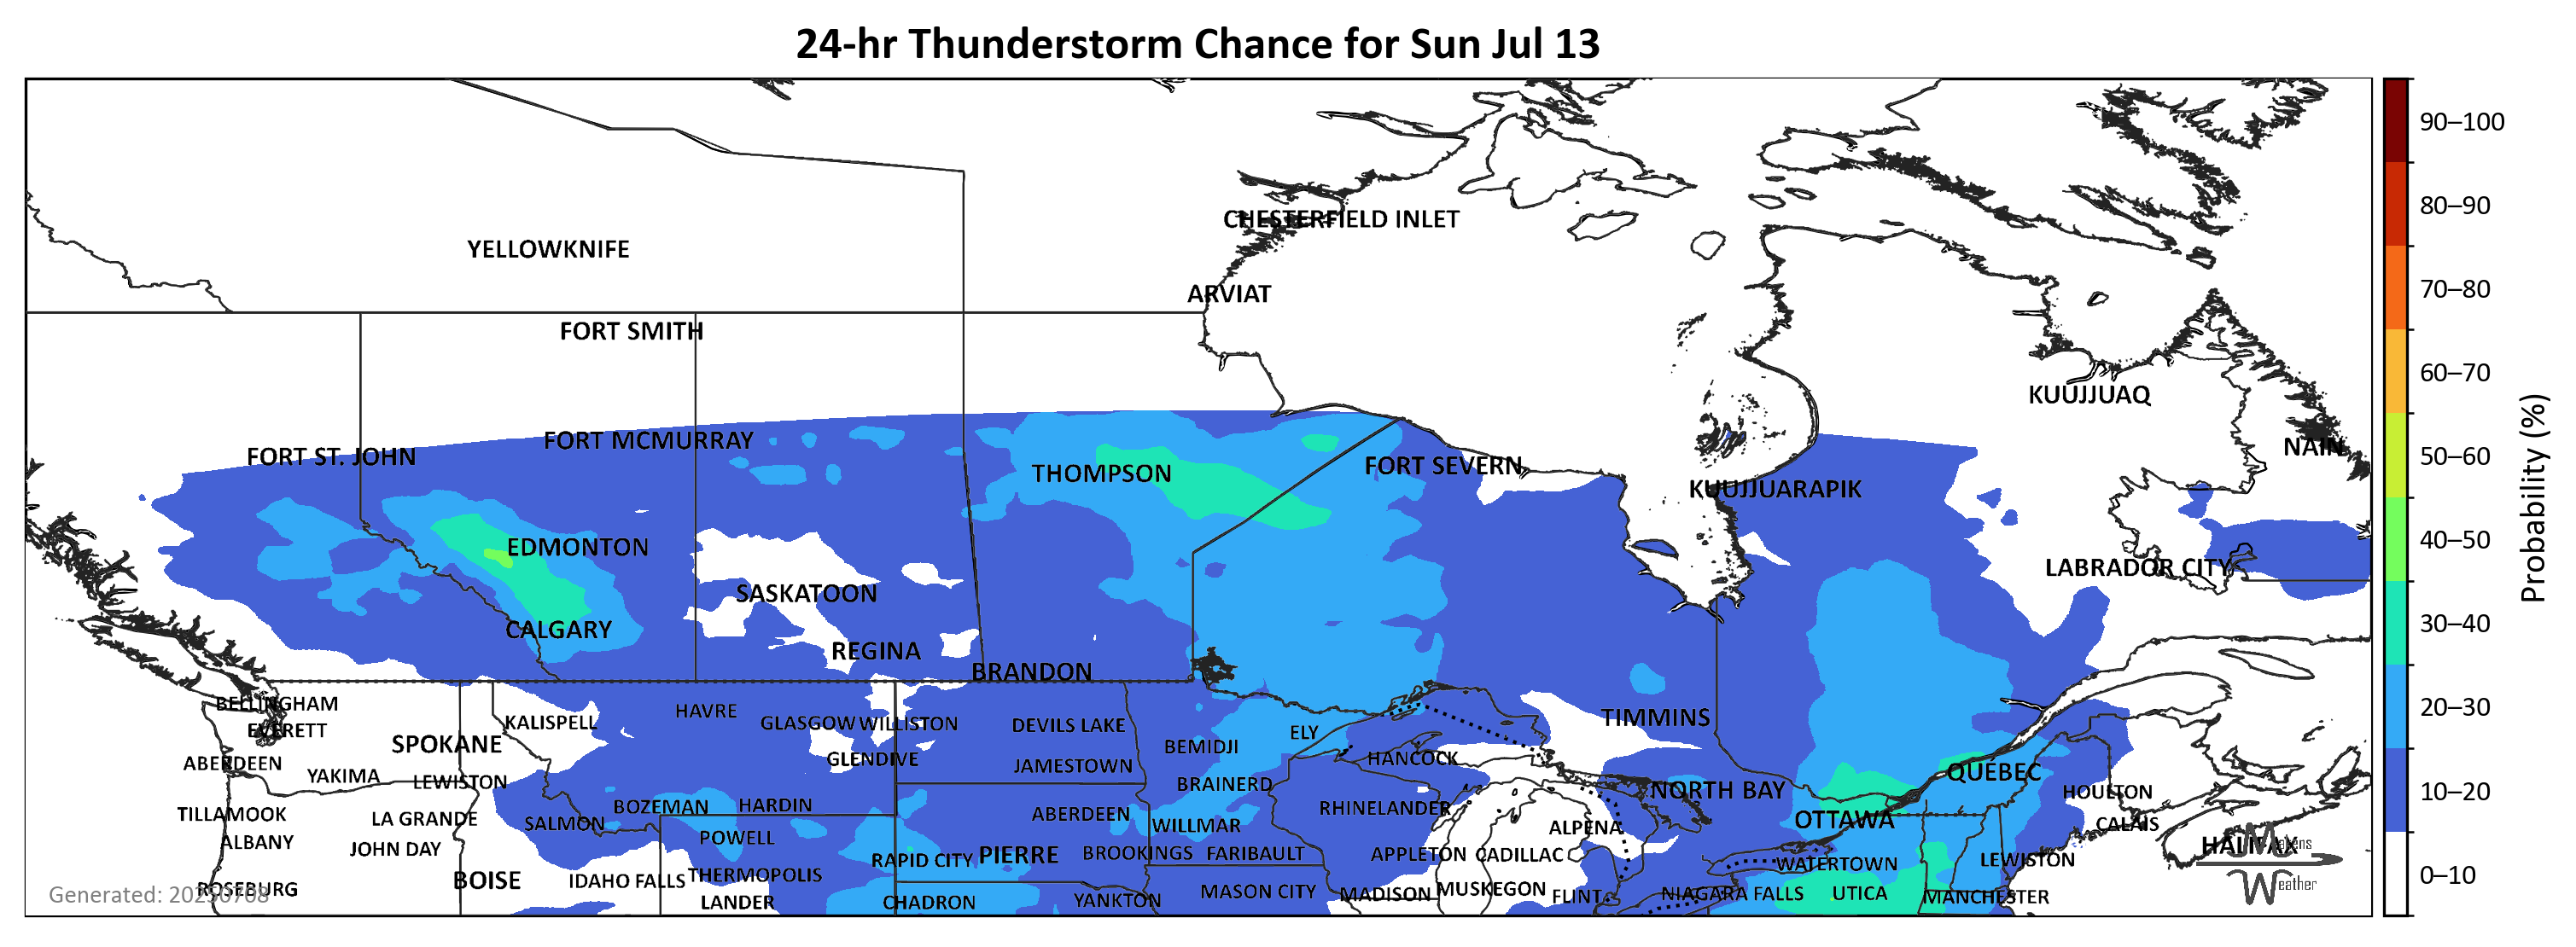 24-hr Thunderstorm Chance for Sun Jul 13
90–100
80–90
CHESTERFIELD INLET
YELLOWKNIFE
70–80
ARVIAT
FORT SMITH
60–70
KUUJJUAQ
FORT MCMURRAY
NAIN
50–60
FORT ST. JOHN
FORT SEVERN
THOMPSON
KUUJJUARAPIK
Probability (%)
40–50
EDMONTON
LABRADOR CITY
SASKATOON
30–40
CALGARY
REGINA
BRANDON
20–30
BELLINGHAM
HAVRE
TIMMINS
KALISPELL
GLASGOW WILLISTON
DEVILS LAKE
EVERETT
ELY
SPOKANE
BEMIDJI
HANCOCK
GLENDIVE
ABERDEEN
JAMESTOWN
QUÉBEC
YAKIMA
LEWISTON
BRAINERD
NORTH BAY
HOULTON
10–20
BOZEMAN
HARDIN
RHINELANDER
TILLAMOOK
LA GRANDE
ABERDEEN
OTTAWA
SALMON
WILLMAR
ALPENA
CALAIS
ALBANY
POWELL
HALIFAX
JOHN DAY
RAPID CITY
PIERRE
BROOKINGS
FARIBAULT
APPLETON
CADILLAC
WATERTOWN
LEWISTON
Makens
Weather
BOISE
IDAHO FALLS
THERMOPOLIS
0–10
ROSEBURG
Generated: 20250708
LANDER
CHADRON
YANKTON
MASON CITY
MADISON
MUSKEGON
FLINT
NIAGARA FALLS
UTICA
MANCHESTER